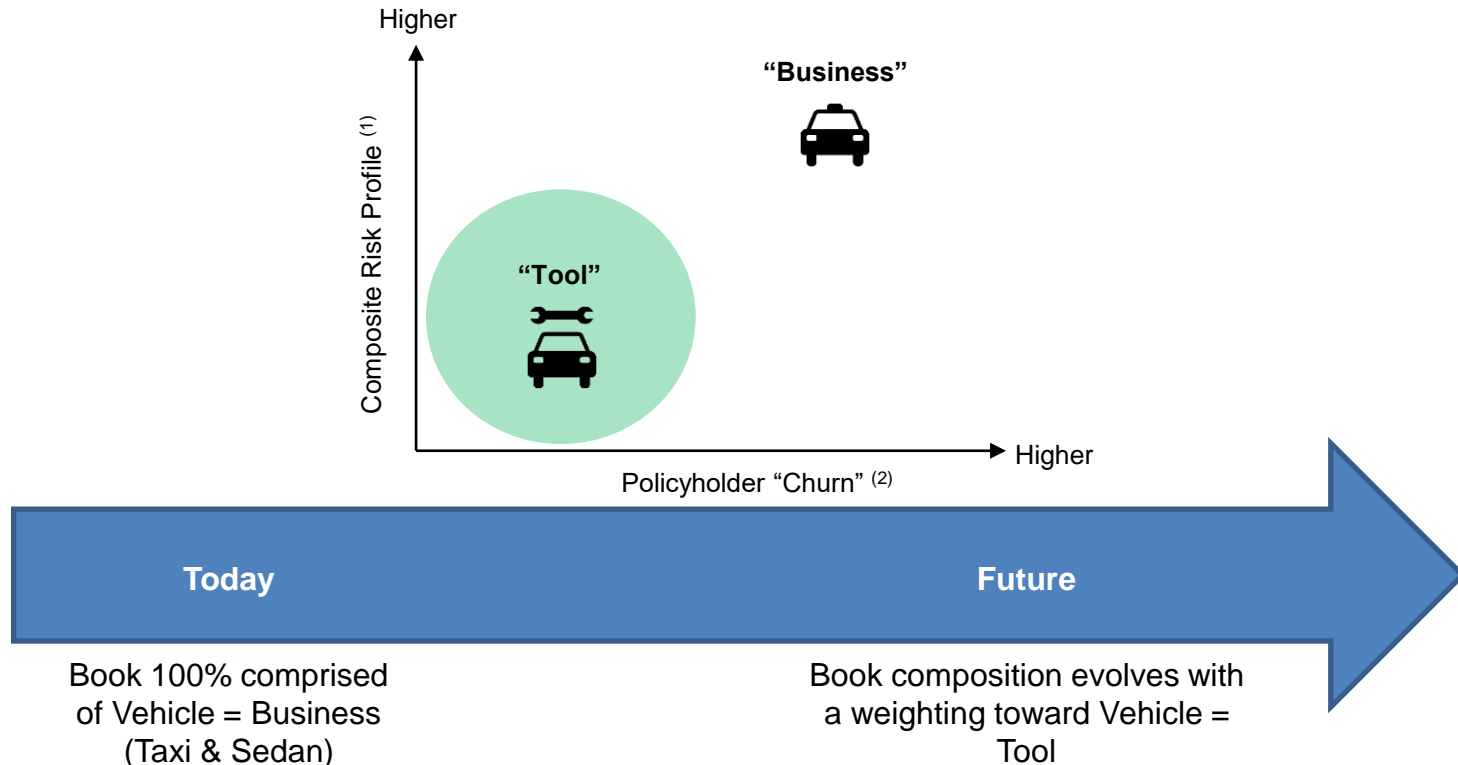 Higher
“Business”
Composite Risk Profile (1)
“Tool”
Higher
Policyholder “Churn” (2)
Today
Future
Book 100% comprised
of Vehicle = Business
(Taxi & Sedan)
Book composition evolves with
a weighting toward Vehicle =
Tool